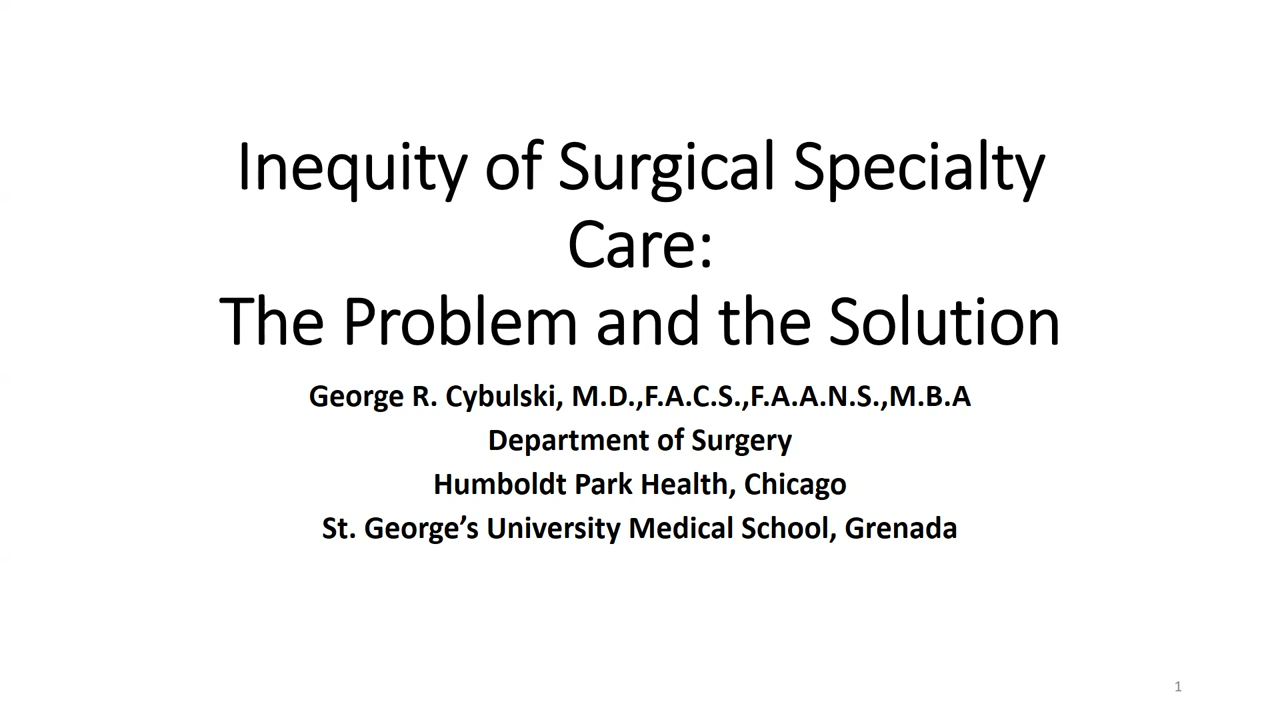 Inequity of Surgical Specialty
Care:
The Problem and the Solution
George R. Cybulski, M.D.,F.A.C.S.,F.A.A.N.S.,M.B.A
Department of Surgery
Humboldt Park Health, Chicago
St. George’s University Medical School, Grenada
1